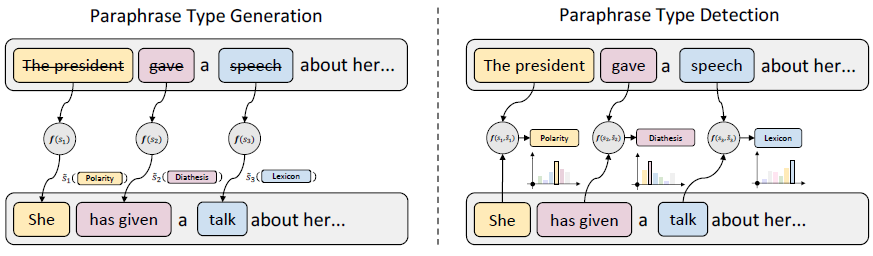 Paraphrase Type Generation
The president gave a speech about her...
f(s₁) f(s₂) f(s₃)
s̃₁( Polarity ) s̃₂( Diathesis ) s̃₃( Lexicon )
She has given a talk about her...
Paraphrase Type Detection
The president gave a speech about her...
f(s₁,s̃₁) Polarity f(s₂,s̃₂) Diathesis f(s₃,s̃₃) Lexicon
She has given a talk about her...